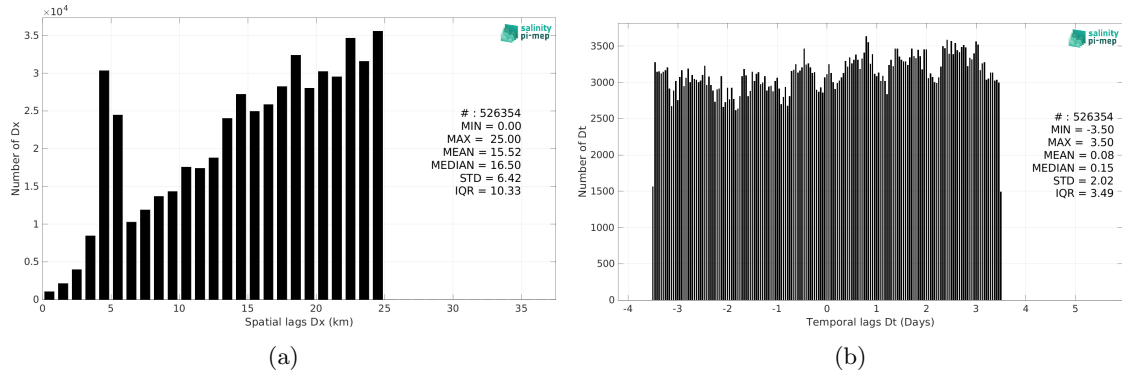 ×10⁴
3.5
3
2.5
2
1.5
1
0.5
0
Number of Dx
0 5 10 15 20 25 30 35
Spatial lags Dx (km)
salinity
pi-mep
# : 526354
MIN = 0.00
MAX = 25.00
MEAN = 15.52
MEDIAN = 16.50
STD = 6.42
IQR = 10.33
(a)
3500
3000
2500
2000
1500
1000
500
0
Number of Dt
-4 -3 -2 -1 0 1 2 3 4 5
Temporal lags Dt (Days)
salinity
pi-mep
# : 526354
MIN = -3.50
MAX = 3.50
MEAN = 0.08
MEDIAN = 0.15
STD = 2.02
IQR = 3.49
(b)